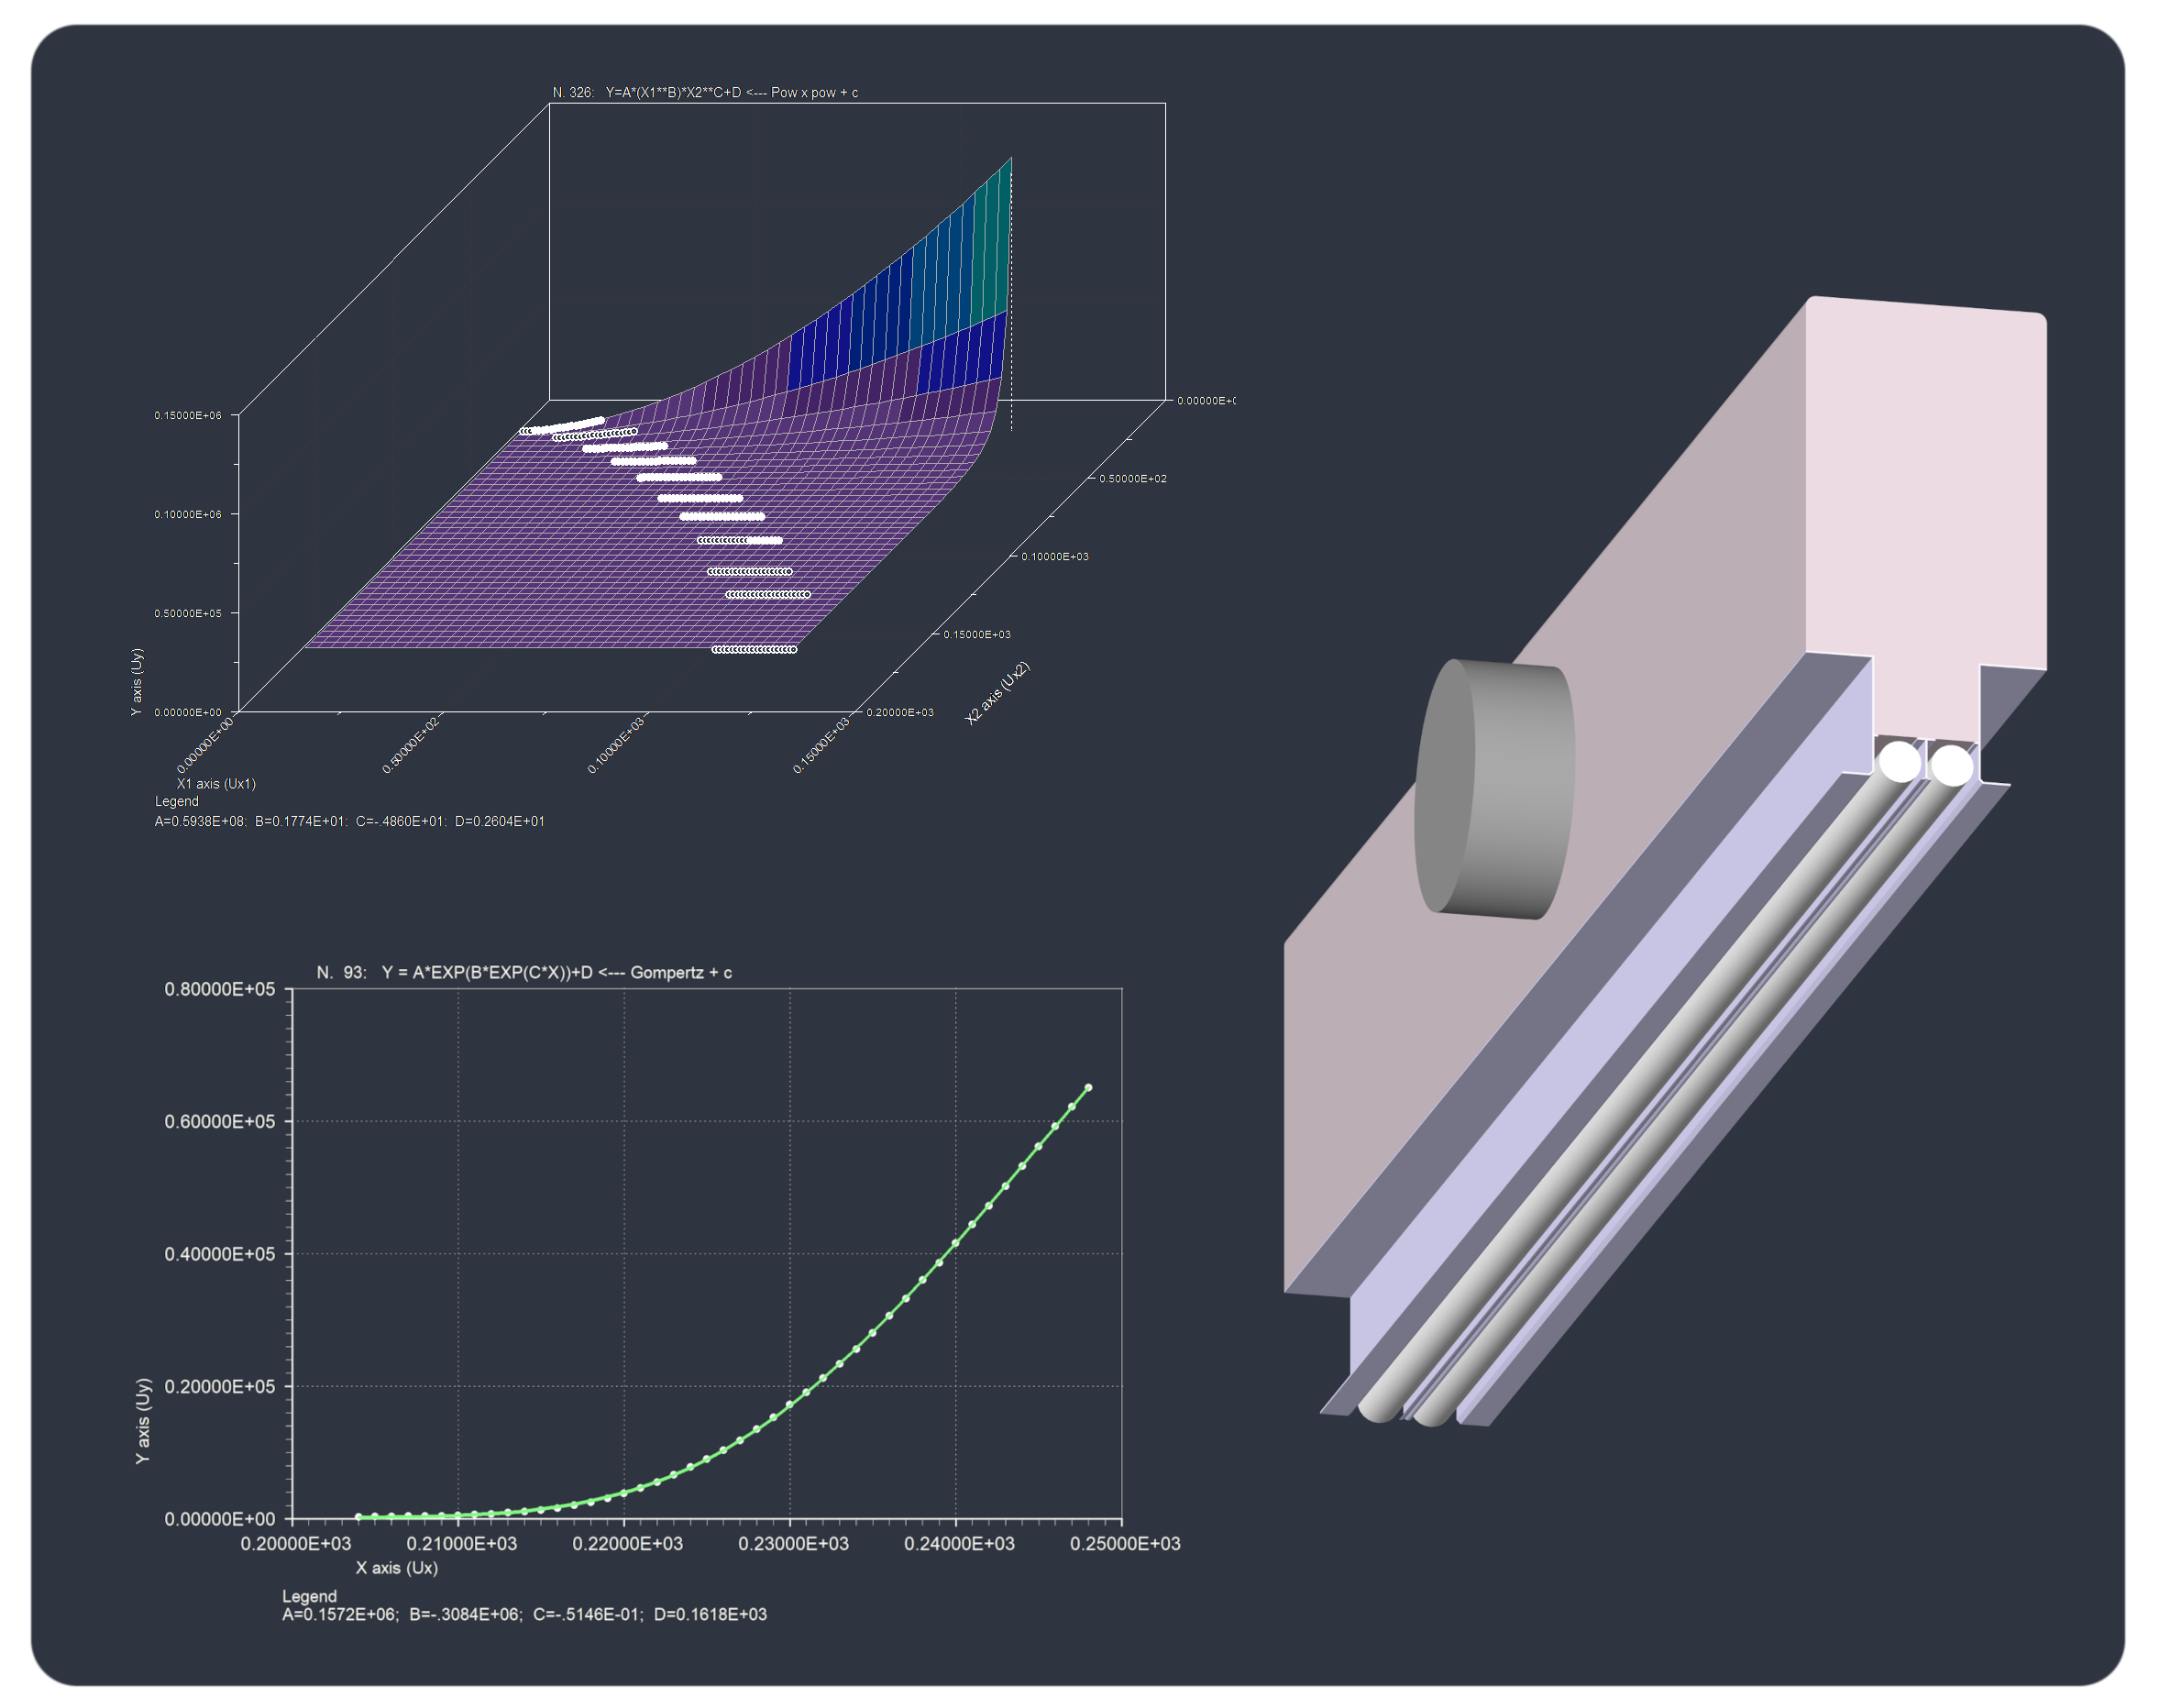 N. 326:   Y=A*(X1**B)*X2**C+D <--- Pow x pow + c
0.15000E+06
0.10000E+06
0.50000E+05
0.00000E+00
Y axis (Uy)
0.00000E+00
0.50000E+02
0.10000E+03
0.15000E+03
X1 axis (Ux1)
0.00000E+0
0.50000E+02
0.10000E+03
0.15000E+03
0.20000E+03
X2 axis (Ux2)
Legend
A=0.5938E+08:  B=0.1774E+01:  C=-.4860E+01:  D=0.2604E+01
N.  93:   Y = A*EXP(B*EXP(C*X))+D <--- Gompertz + c
0.80000E+05
0.60000E+05
0.40000E+05
0.20000E+05
0.00000E+00
Y axis (Uy)
0.20000E+03
0.21000E+03
0.22000E+03
0.23000E+03
0.24000E+03
0.25000E+03
X axis (Ux)
Legend
A=0.1572E+06;  B=-.3084E+06;  C=-.5146E-01;  D=0.1618E+03